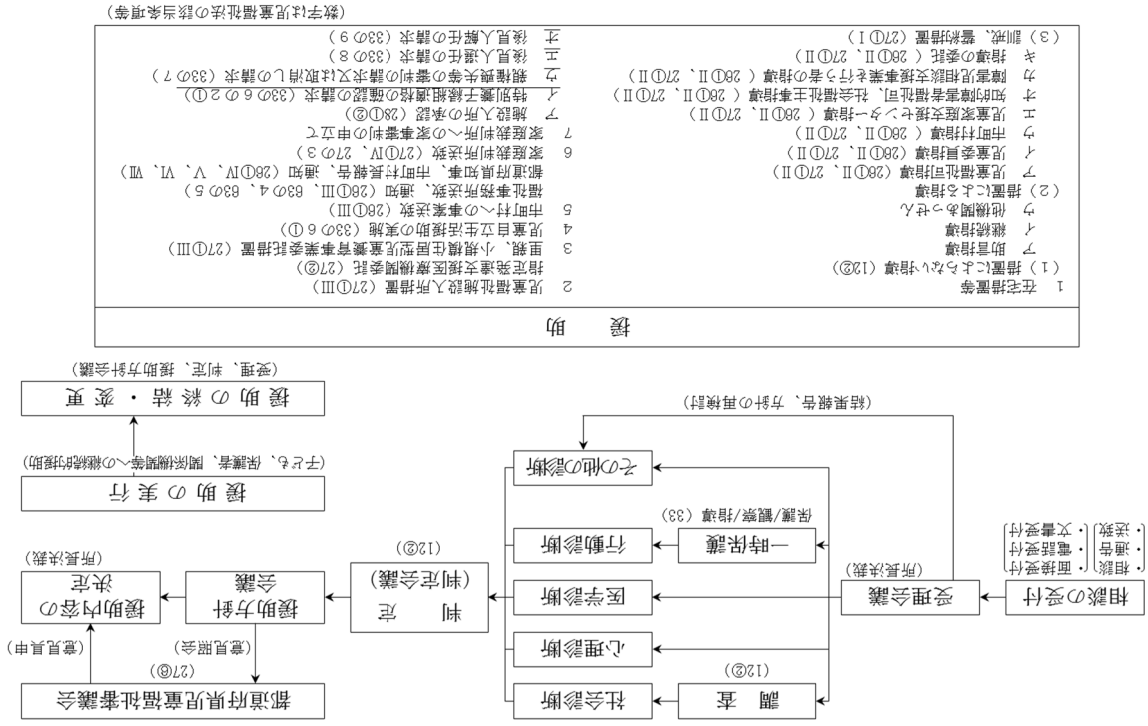 調　査
(12②)
社会診断
心理診断
医学診断
行動診断
その他の診断
相談の受付
・相談
・通告
・送致
・面接受付
・電話受付
・文書受付
受理会議
(所長決裁)
一時保護
保護/観察/指導（33）
(結果報告、方針の再検討)
判　定
(判定会議)
(12②)
援助方針
会議
援助内容の
決定
(所長決裁)
都道府県児童福祉審議会
(27⑥)
(意見照会)
(意見具申)
援助の実行
(子ども、保護者、関係機関等への継続的援助)
援助の終結・変更
(受理、判定、援助方針会議)
援　助
1　在宅措置等
（1）措置によらない指導（12②）
ア　助言指導
イ　継続指導
ウ　他機関あっせん
（2）措置による指導
ア　児童福祉司指導（26①Ⅱ、27①Ⅱ）
イ　児童委員指導（26①Ⅱ、27①Ⅱ）
ウ　市町村指導（26①Ⅱ、27①Ⅱ）
エ　児童家庭支援センター指導（26①Ⅱ、27①Ⅱ）
オ　知的障害者福祉司、社会福祉主事指導（26①Ⅱ、27①Ⅱ）
カ　障害児相談支援事業を行う者の指導（26①Ⅱ、27①Ⅱ）
キ　指導の委託（26①Ⅱ、27①Ⅱ）
（3）訓戒、誓約措置（27①Ⅰ）
2　児童福祉施設入所措置（27①Ⅲ）
指定発達支援医療機関委託（27②）
3　里親、小規模住居型児童養育事業委託措置（27①Ⅲ）
4　児童自立生活援助の実施（33の6①）
5　市町村への事案送致（26①Ⅲ）
福祉事務所送致、通知（26①Ⅲ、63の4、63の5）
都道府県知事、市町村長報告、通知（26①Ⅳ、Ⅴ、Ⅵ、Ⅶ）
6　家庭裁判所送致（27①Ⅳ、27の3）
7　家庭裁判所への家事審判の申立て
ア　施設入所の承認（28①②）
イ　特別養子縁組適格の確認の請求（33の6の2①）
ウ　親権喪失等の審判の請求又は取消しの請求（33の7）
エ　後見人選任の請求（33の8）
オ　後見人解任の請求（33の9）
(数字は児童福祉法の該当条項等)